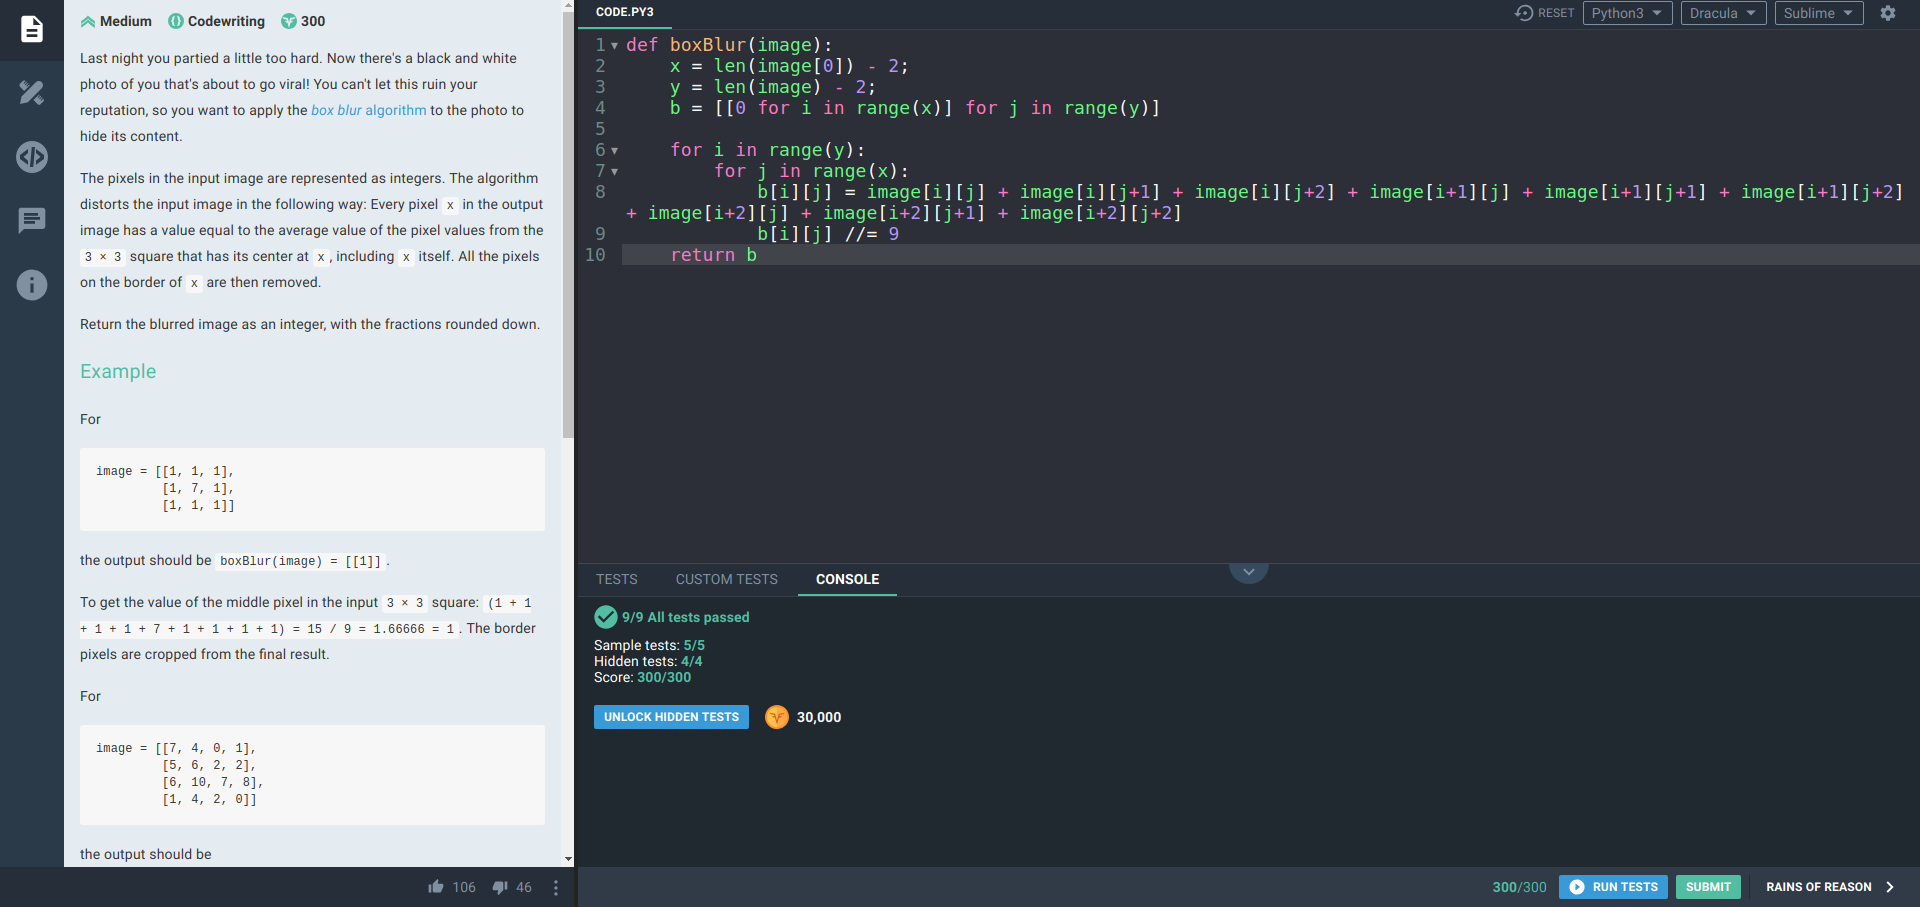 Medium Codewriting 300
Last night you partied a little too hard. Now there's a black and white
photo of you that's about to go viral! You can't let this ruin your
reputation, so you want to apply the box blur algorithm to the photo to
hide its content.
The pixels in the input image are represented as integers. The algorithm
distorts the input image in the following way: Every pixel x in the output
image has a value equal to the average value of the pixel values from the
3 × 3 square that has its center at x, including x itself. All the pixels
on the border of x are then removed.
Return the blurred image as an integer, with the fractions rounded down.
Example
For
image = [[1, 1, 1],
[1, 7, 1],
[1, 1, 1]]
the output should be boxBlur(image) = [[1]].
To get the value of the middle pixel in the input 3 × 3 square: (1 + 1
+ 1 + 1 + 7 + 1 + 1 + 1 + 1) = 15 / 9 = 1.66666 = 1. The border
pixels are cropped from the final result.
For
image = [[7, 4, 0, 1],
[5, 6, 2, 2],
[6, 10, 7, 8],
[1, 4, 2, 0]]
the output should be
106 46
CODE.PY3
RESET Python3 Dracula Sublime
1 def boxBlur(image):
2 x = len(image[0]) - 2;
3 y = len(image) - 2;
4 b = [[0 for i in range(x)] for j in range(y)]
5
6 for i in range(y):
7 for j in range(x):
8 b[i][j] = image[i][j] + image[i][j+1] + image[i][j+2] + image[i+1][j] + image[i+1][j+1] + image[i+1][j+2]
+ image[i+2][j] + image[i+2][j+1] + image[i+2][j+2]
9 b[i][j] //= 9
10 return b
TESTS CUSTOM TESTS CONSOLE
9/9 All tests passed
Sample tests: 5/5
Hidden tests: 4/4
Score: 300/300
UNLOCK HIDDEN TESTS 30,000
300/300 RUN TESTS SUBMIT RAINS OF REASON